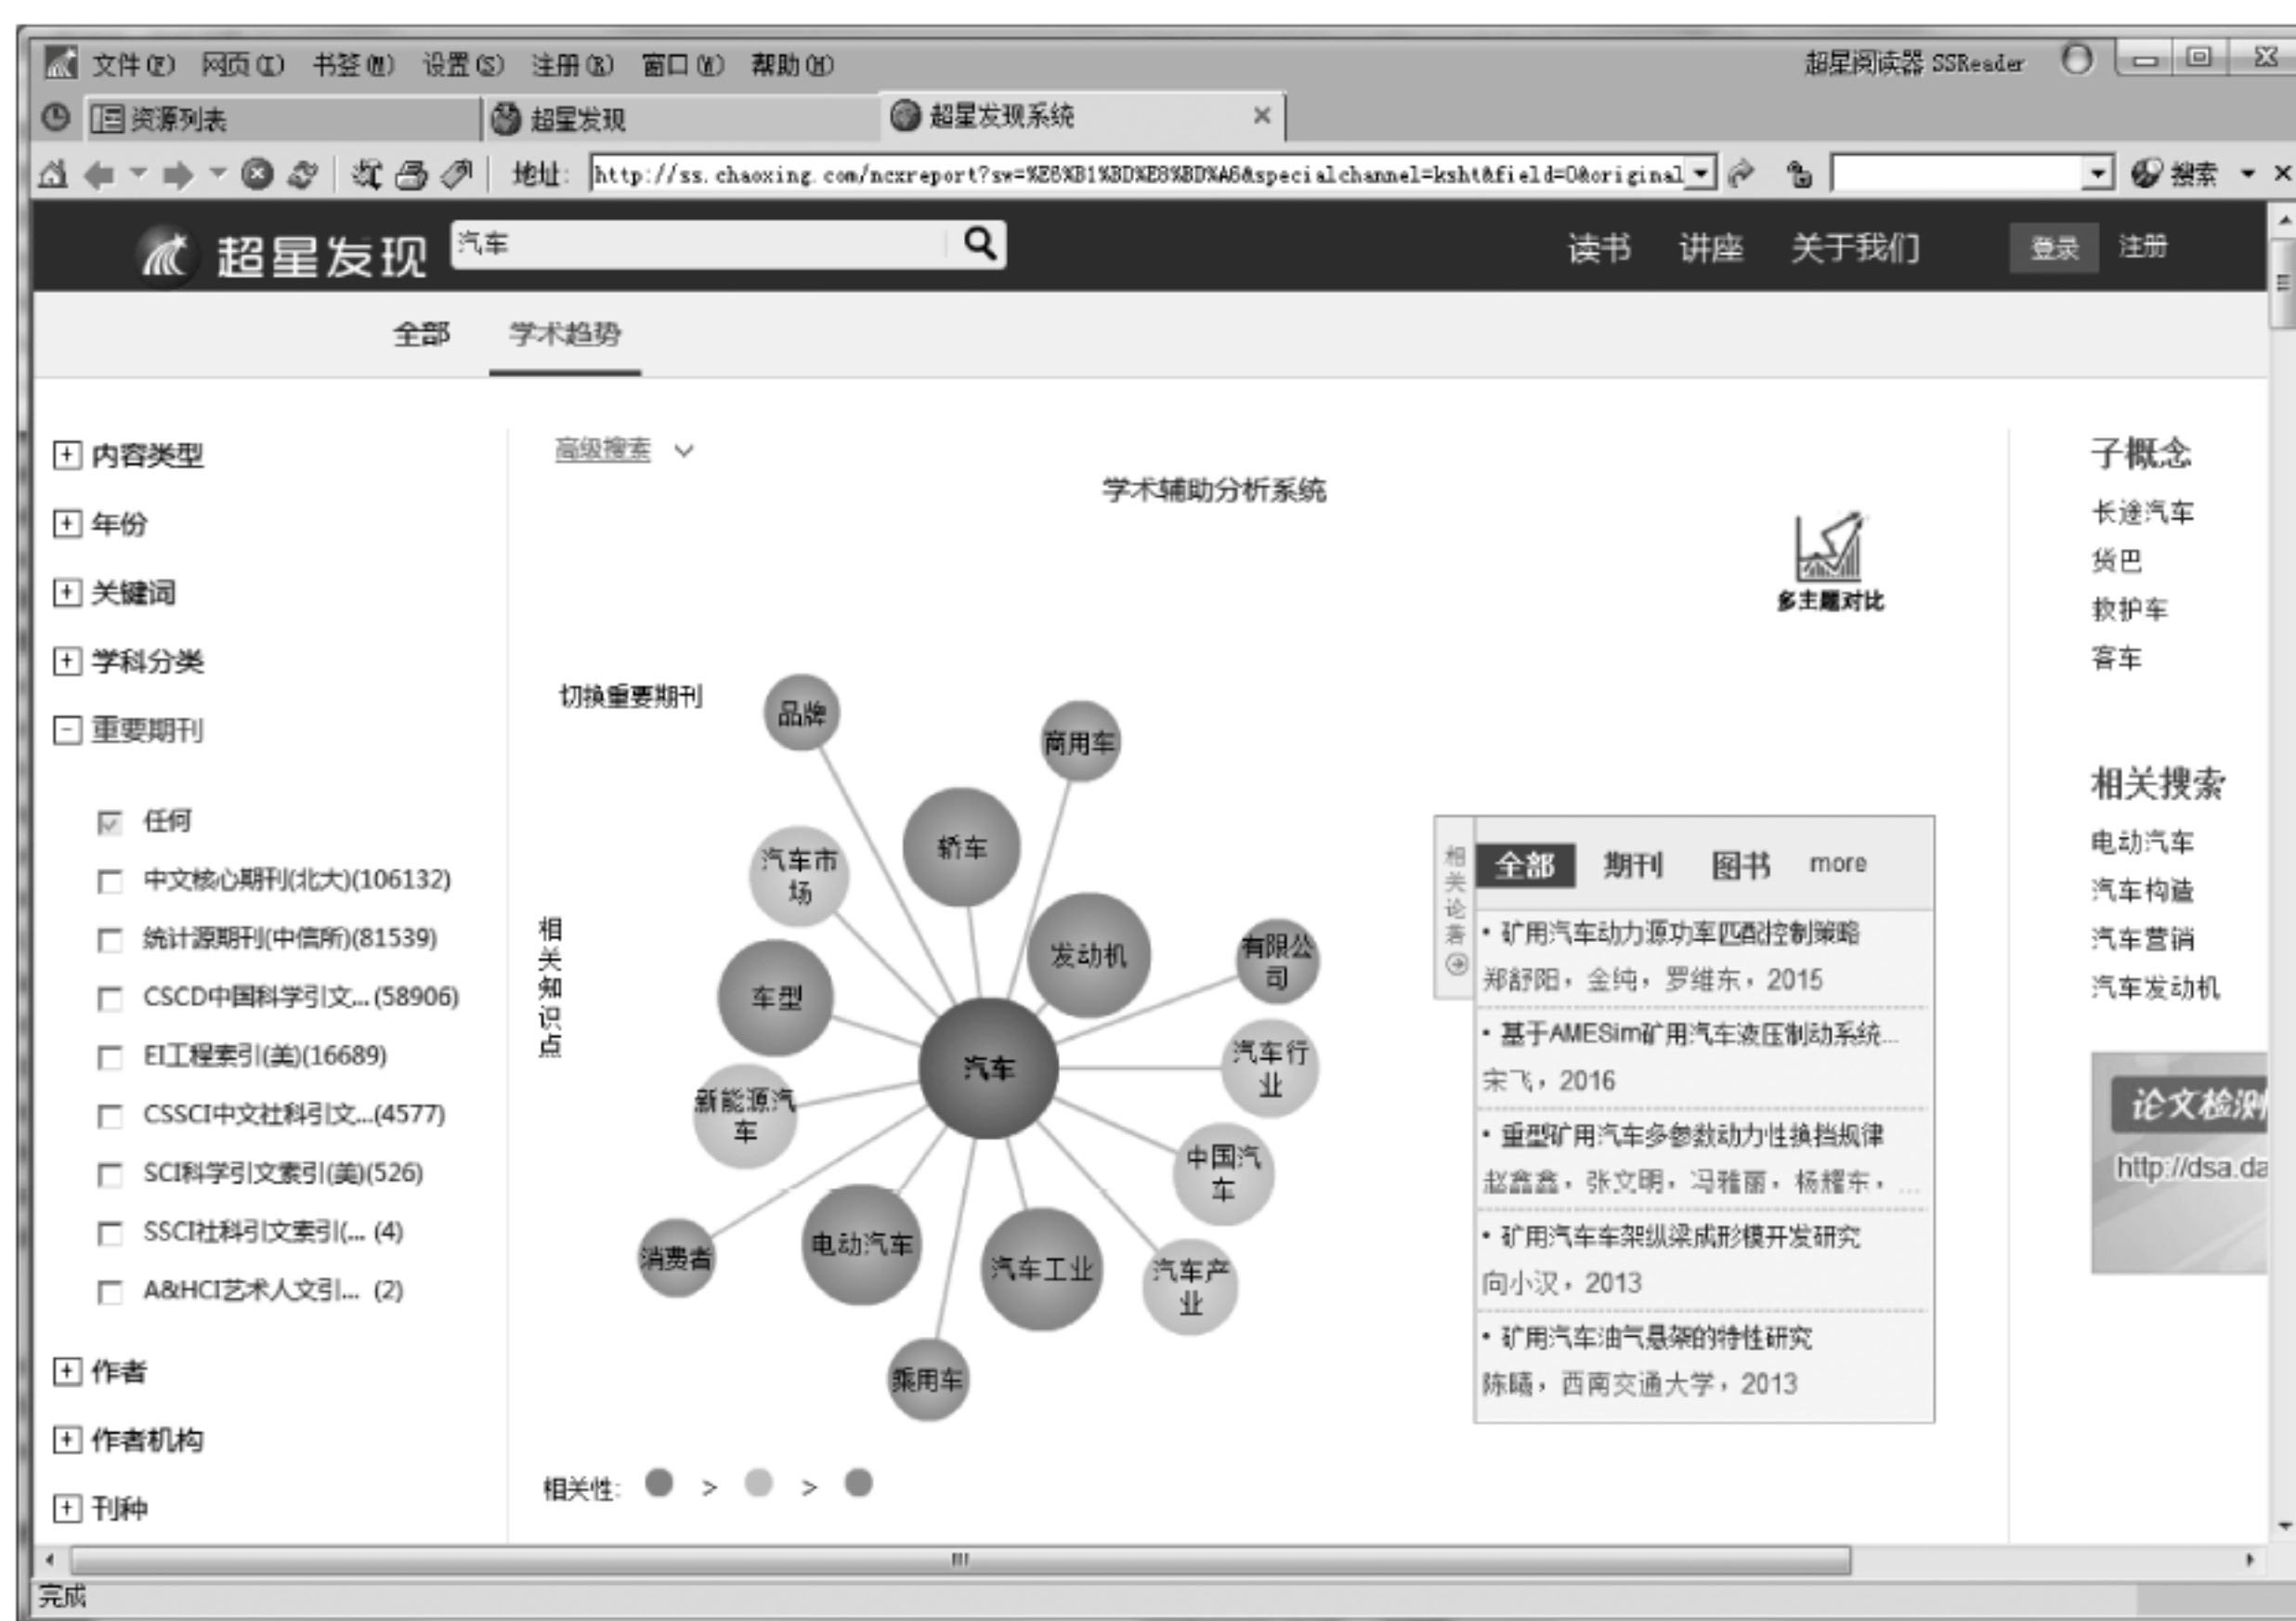 文件(F) 网页(I) 书签(M) 设置(S) 注册(R) 窗口(W) 帮助(H) 超星阅读器 SSReader
资源列表 超星发现 超星发现系统
地址: http://ss.chaoxing.com/ncxreport?sw=%E6%B1%BD%E8%BD%A6&specialchannel=ksht&field=0&original 搜索
超星发现 汽车 读书 讲座 关于我们 登录 注册
全部 学术趋势
内容类型
年份
关键词
学科分类
重要期刊
任何
中文核心期刊(北大)(106132)
统计源期刊(中信所)(81539)
CSCD中国科学引文...(58906)
EI工程索引(美)(16689)
CSSCI中文社科引文...(4577)
SCI科学引文索引(美)(526)
SSCI社科引文索引(... (4)
A&HCI艺术人文引... (2)
作者
作者机构
刊种
高级搜索
学术辅助分析系统
多主题对比
切换重要期刊
相关知识点
品牌
商用车
轿车
汽车市
场
发动机
有限公
司
车型
汽车
汽车行
业
新能源汽
车
中国汽
车
消费者
电动汽车
汽车工业
汽车产
业
乘用车
相关性: > >
相关论著
全部 期刊 图书 more
• 矿用汽车动力源功率匹配控制策略
郑舒阳，金纯，罗维东，2015
• 基于AMESim矿用汽车液压制动系统...
宋飞，2016
• 重型矿用汽车多参数动力性换挡规律
赵鑫鑫，张文明，冯雅丽，杨耀东，...
• 矿用汽车车架纵梁成形模开发研究
向小汉，2013
• 矿用汽车油气悬架的特性研究
陈曦，西南交通大学，2013
子概念
长途汽车
货巴
救护车
客车
相关搜索
电动汽车
汽车构造
汽车营销
汽车发动机
论文检测
http://dsa.da
完成